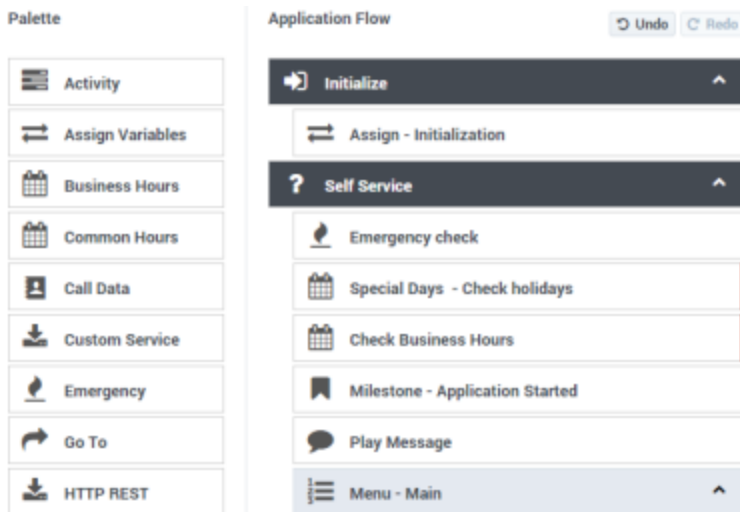 Palette
Activity
Assign Variables
Business Hours
Common Hours
Call Data
Custom Service
Emergency
Go To
HTTP REST
Application Flow
Undo
Redo
Initialize
Assign - Initialization
Self Service
Emergency check
Special Days - Check holidays
Check Business Hours
Milestone - Application Started
Play Message
Menu - Main